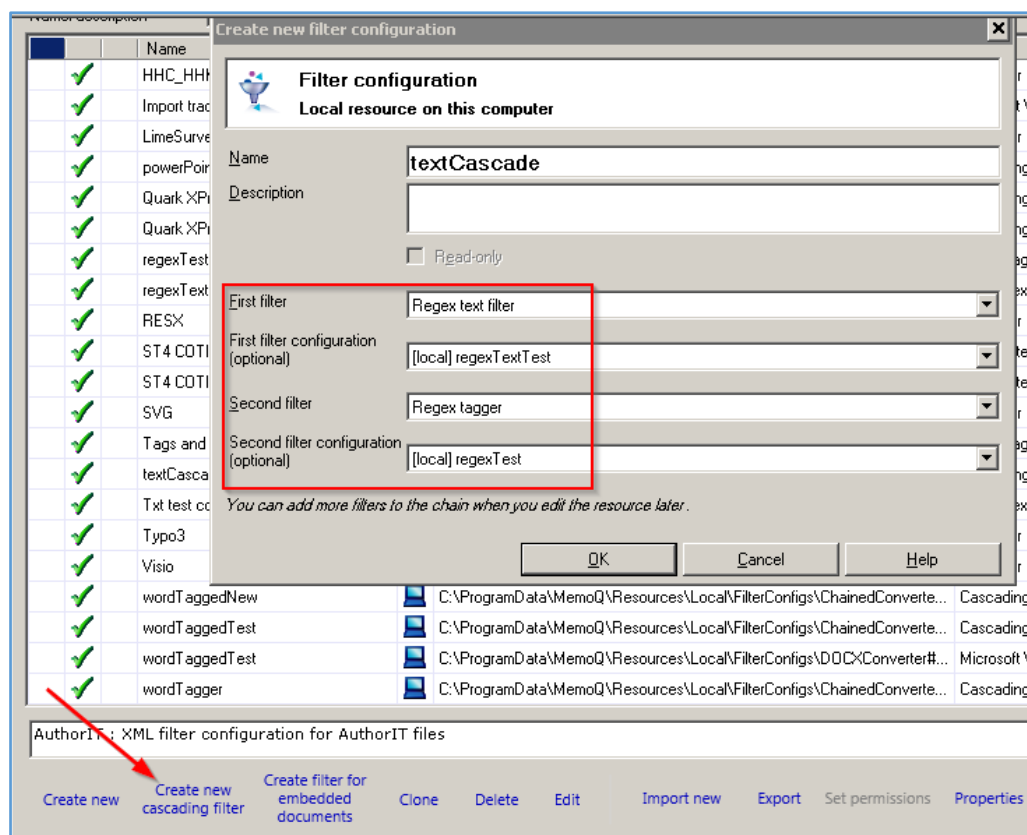 Create new filter configuration
Name
Filter configuration
Local resource on this computer
HHC_HHK
Import trac
LimeSurve
powerPoin
Quark XPr
Quark XPr
regexTest
regexText
RESX
ST4 COTI
ST4 COTI
SVG
Tags and
textCasca
Txt test co
Typo3
Visio
Name
textCascade
Description
Read-only
First filter
Regex text filter
First filter configuration
(optional)
[local] regexTextTest
Second filter
Regex tagger
Second filter configuration
(optional)
[local] regexTest
You can add more filters to the chain when you edit the resource later.
OK Cancel Help
wordTaggedNew C:\ProgramData\MemoQ\Resources\Local\FilterConfigs\ChainedConverte... Cascading
wordTaggedTest C:\ProgramData\MemoQ\Resources\Local\FilterConfigs\ChainedConverte... Cascading
wordTaggedTest C:\ProgramData\MemoQ\Resources\Local\FilterConfigs\DOCXConverter#... Microsoft
wordTagger C:\ProgramData\MemoQ\Resources\Local\FilterConfigs\ChainedConverte... Cascading
AuthorIT : XML filter configuration for AuthorIT files
Create new
Create new
cascading filter
Create filter for
embedded
documents
Clone Delete Edit Import new Export Set permissions Properties